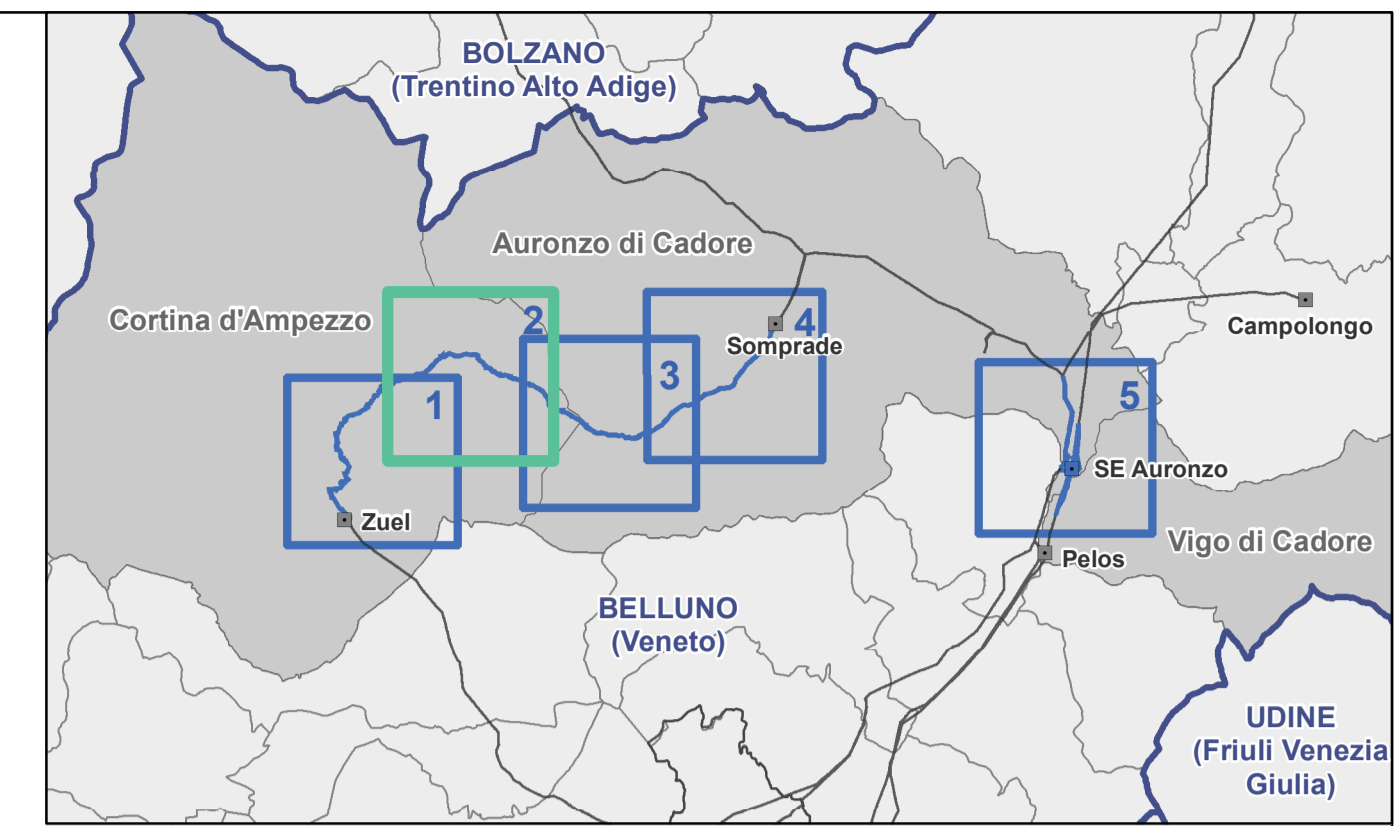 BOLZANO
(Trentino Alto Adige)
Auronzo di Cadore
Cortina d'Ampezzo
2
4
Somprade
Campolongo
3
1
5
SE Auronzo
Zuel
Vigo di Cadore
Pelos
BELLUNO
(Veneto)
UDINE
(Friuli Venezia
Giulia)